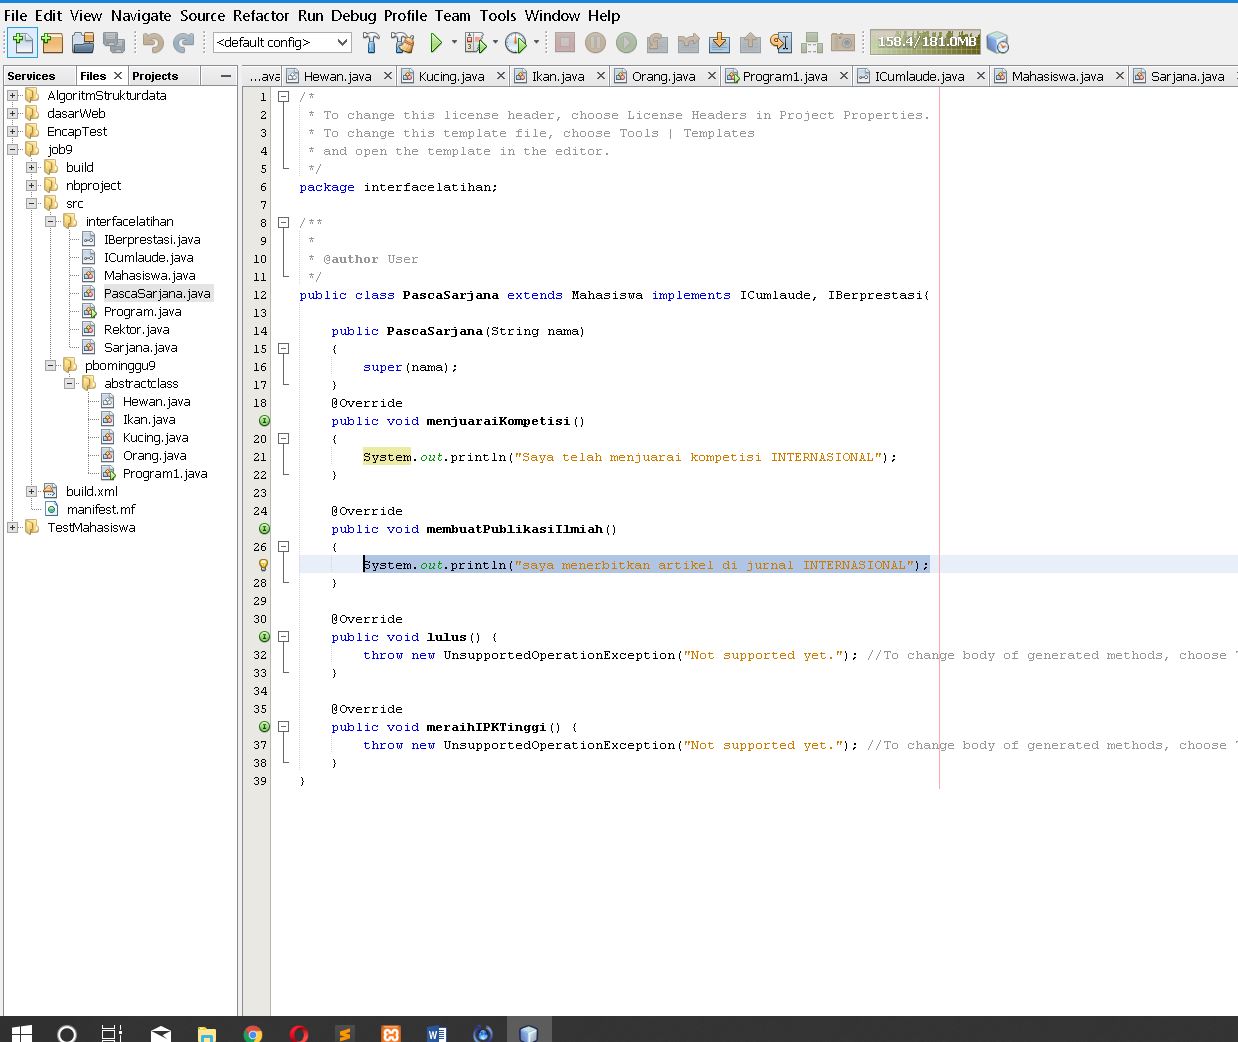 File Edit View Navigate Source Refactor Run Debug Profile Team Tools Window Help
<default config>
158.4/181.0MB
Services Files Projects
...ava Hewan.java Kucing.java Ikan.java Orang.java Program1.java ICumlaude.java Mahasiswa.java Sarjana.java
AlgoritmStrukturdata
dasarWeb
EncapTest
job9
build
nbproject
src
interfacelatihan
IBerprestasi.java
ICumlaude.java
Mahasiswa.java
PascaSarjana.java
Program.java
Rektor.java
Sarjana.java
pbominggu9
abstractclass
Hewan.java
Ikan.java
Kucing.java
Orang.java
Program1.java
build.xml
manifest.mf
TestMahasiswa
1 /*
2 * To change this license header, choose License Headers in Project Properties.
3 * To change this template file, choose Tools | Templates
4 * and open the template in the editor.
5 */
6 package interfacelatihan;
7
8 /**
9 *
10 * @author User
11 */
12 public class PascaSarjana extends Mahasiswa implements ICumlaude, IBerprestasi{
13
14 public PascaSarjana(String nama)
15 {
16 super(nama);
17 }
18 @Override
public void menjuaraiKompetisi()
20 {
21 System.out.println("Saya telah menjuarai kompetisi INTERNASIONAL");
22 }
23
24 @Override
public void membuatPublikasiIlmiah()
26 {
System.out.println("saya menerbitkan artikel di jurnal INTERNASIONAL");
28 }
29
30 @Override
public void lulus() {
32 throw new UnsupportedOperationException("Not supported yet."); //To change body of generated methods, choose
33 }
34
35 @Override
public void meraihIPKTinggi() {
37 throw new UnsupportedOperationException("Not supported yet."); //To change body of generated methods, choose
38 }
39 }